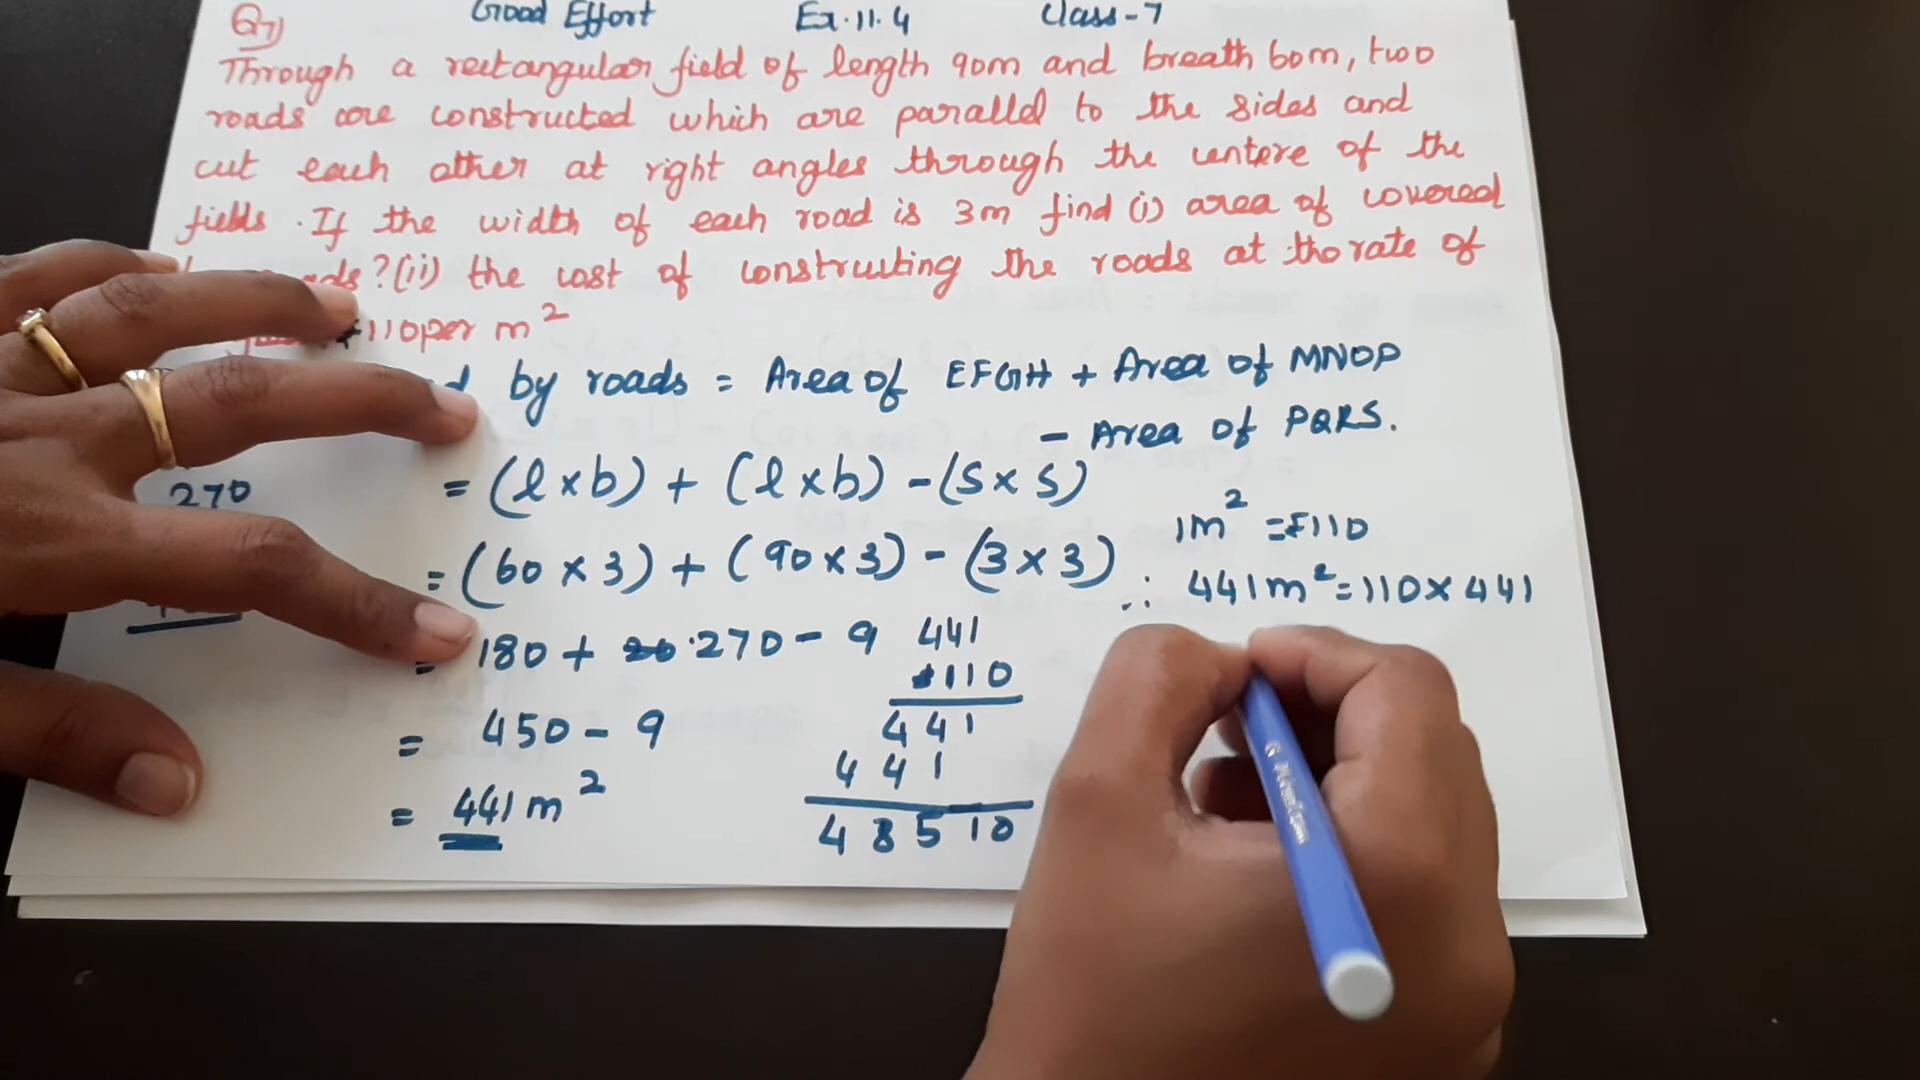 Q7) Good Effort Ex.11.4 Class-7
Through a rectangular field of length 90m and breath 60m, two
roads are constructed which are parallel to the sides and
cut each other at right angles through the centere of the
fields. If the width of each road is 3m find (i) area of covered
? (ii) the cost of constructing the roads at the rate of
110 per m²
by roads = Area of EFGH + Area of MNOP
- Area of PQRS.
270
= (l×b) + (l×b) - (s×s)
1m² = ₹110
= (60×3) + (90×3) - (3×3)
∴ 441m² = 110×441
= 180 + 270 - 9
441
110
441
441
48510
= 450 - 9
= 441m²